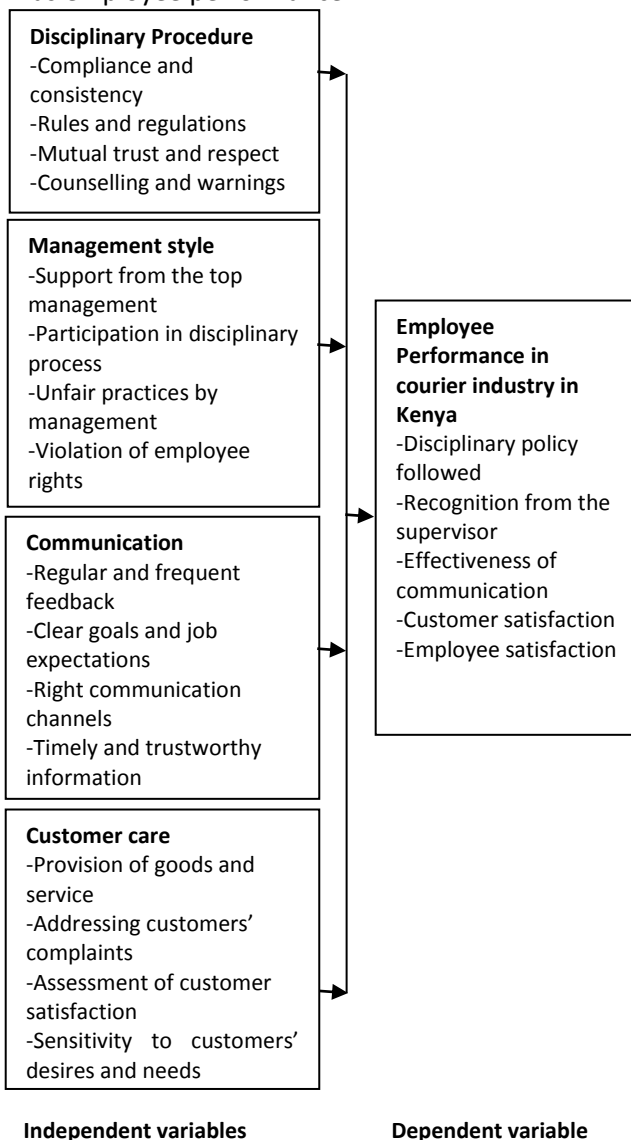 employee performance
Disciplinary Procedure
-Compliance and
consistency
-Rules and regulations
-Mutual trust and respect
-Counselling and warnings
Management style
-Support from the top
management
-Participation in disciplinary
process
-Unfair practices by
management
-Violation of employee
rights
Communication
-Regular and frequent
feedback
-Clear goals and job
expectations
-Right communication
channels
-Timely and trustworthy
information
Customer care
-Provision of goods and
service
-Addressing customers’
complaints
-Assessment of customer
satisfaction
-Sensitivity to customers’
desires and needs
Employee
Performance in
courier industry in
Kenya
-Disciplinary policy
followed
-Recognition from the
supervisor
-Effectiveness of
communication
-Customer satisfaction
-Employee satisfaction
Independent variables
Dependent variable